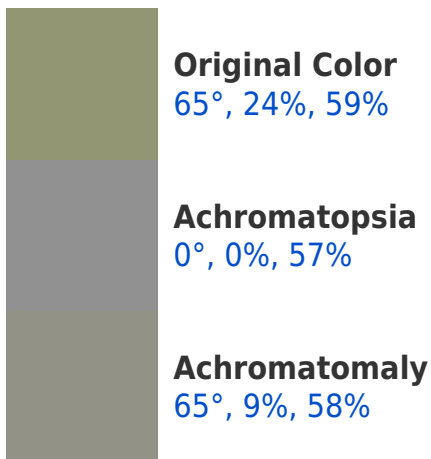 Original Color
65°, 24%, 59%
Achromatopsia
0°, 0%, 57%
Achromatomaly
65°, 9%, 58%